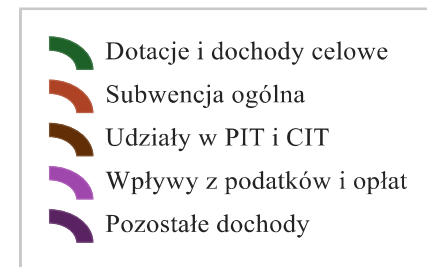 Dotacje i dochody celowe
Subwencja ogólna
Udziały w PIT i CIT
Wpływy z podatków i opłat
Pozostałe dochody